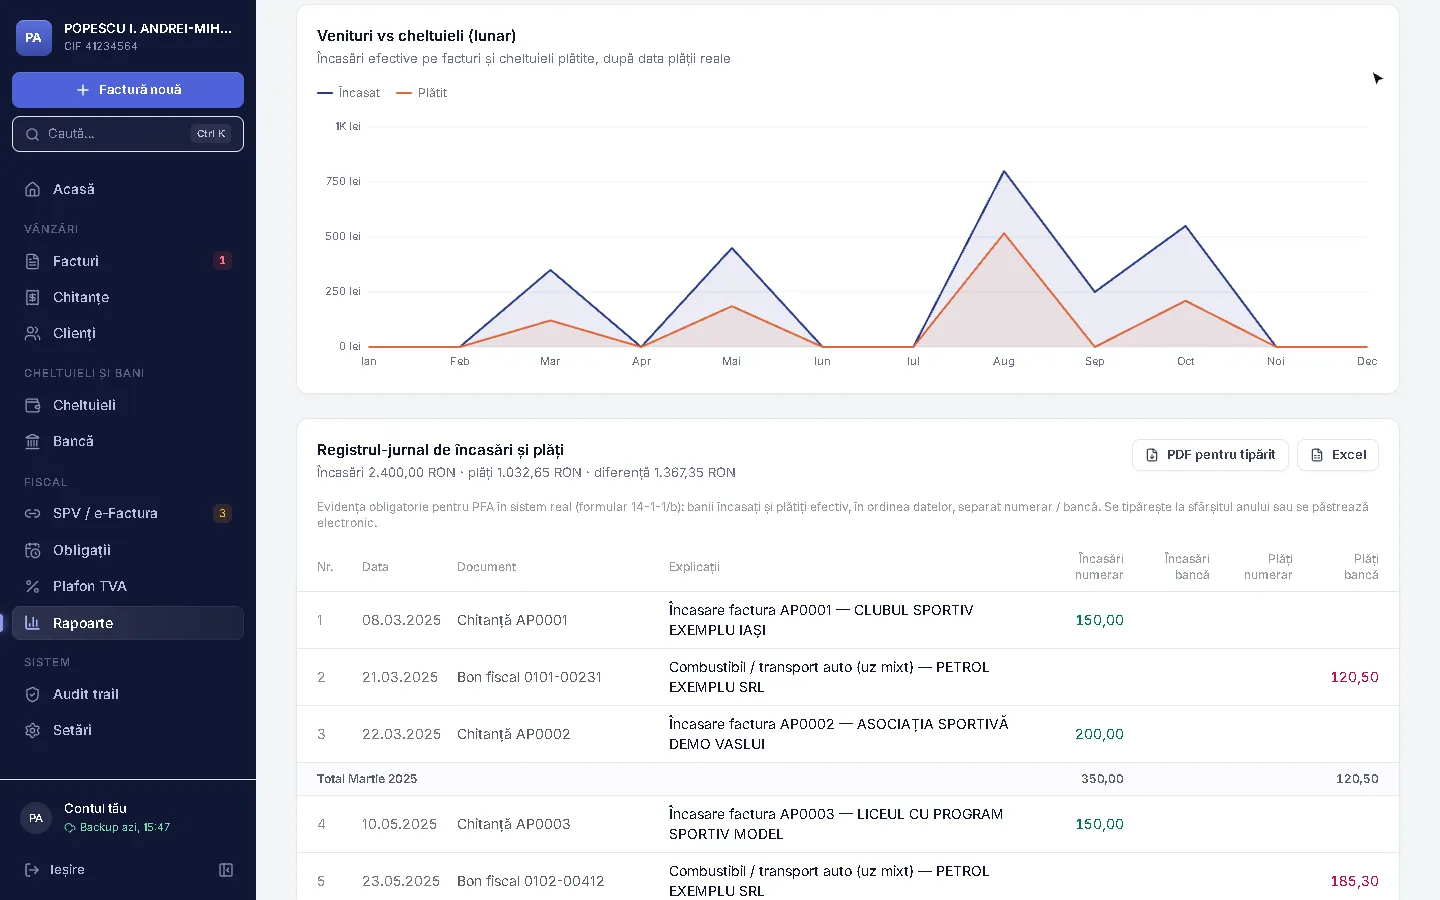 PA
POPESCU I. ANDREI-MIH...
CIF 41234564
Factură nouă
Caută...
Ctrl K
Acasă
VÂNZĂRI
Facturi
1
Chitanțe
Clienți
CHELTUIELI ȘI BANI
Cheltuieli
Bancă
FISCAL
SPV / e-Factura
3
Obligații
Plafon TVA
Rapoarte
SISTEM
Audit trail
Setări
PA
Contul tău
Backup azi, 15:47
Ieșire
Venituri vs cheltuieli (lunar)
Încasări efective pe facturi și cheltuieli plătite, după data plății reale
Încasat
Plătit
1K lei
750 lei
500 lei
250 lei
0 lei
Ian Feb Mar Apr Mai Iun Iul Aug Sep Oct Noi Dec
Registrul-jurnal de încasări și plăți
Încasări 2.400,00 RON · plăți 1.032,65 RON · diferență 1.367,35 RON
PDF pentru tipărit
Excel
Evidența obligatorie pentru PFA în sistem real (formular 14-1-1/b): banii încasați și plătiți efectiv, în ordinea datelor, separat numerar / bancă. Se tipărește la sfârșitul anului sau se păstrează
electronic.
Nr. Data Document Explicații Încasări numerar Încasări bancă Plăți numerar Plăți bancă
1 08.03.2025 Chitanță AP0001 Încasare factura AP0001 — CLUBUL SPORTIV
EXEMPLU IAȘI 150,00
2 21.03.2025 Bon fiscal 0101-00231 Combustibil / transport auto (uz mixt) — PETROL
EXEMPLU SRL 120,50
3 22.03.2025 Chitanță AP0002 Încasare factura AP0002 — ASOCIAȚIA SPORTIVĂ
DEMO VASLUI 200,00
Total Martie 2025 350,00 120,50
4 10.05.2025 Chitanță AP0003 Încasare factura AP0003 — LICEUL CU PROGRAM
SPORTIV MODEL 150,00
5 23.05.2025 Bon fiscal 0102-00412 Combustibil / transport auto (uz mixt) — PETROL
EXEMPLU SRL 185,30